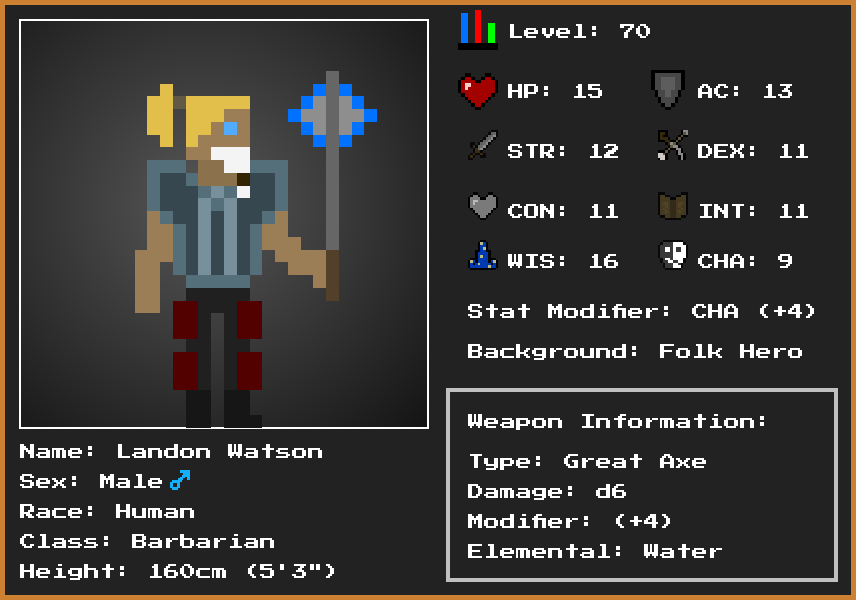 Level: 70
HP: 15 AC: 13
STR: 12 DEX: 11
CON: 11 INT: 11
WIS: 16 CHA: 9
Stat Modifier: CHA (+4)
Background: Folk Hero
Weapon Information:
Type: Great Axe
Damage: d6
Modifier: (+4)
Elemental: Water
Name: Landon Watson
Sex: Male ♂
Race: Human
Class: Barbarian
Height: 160cm (5'3")